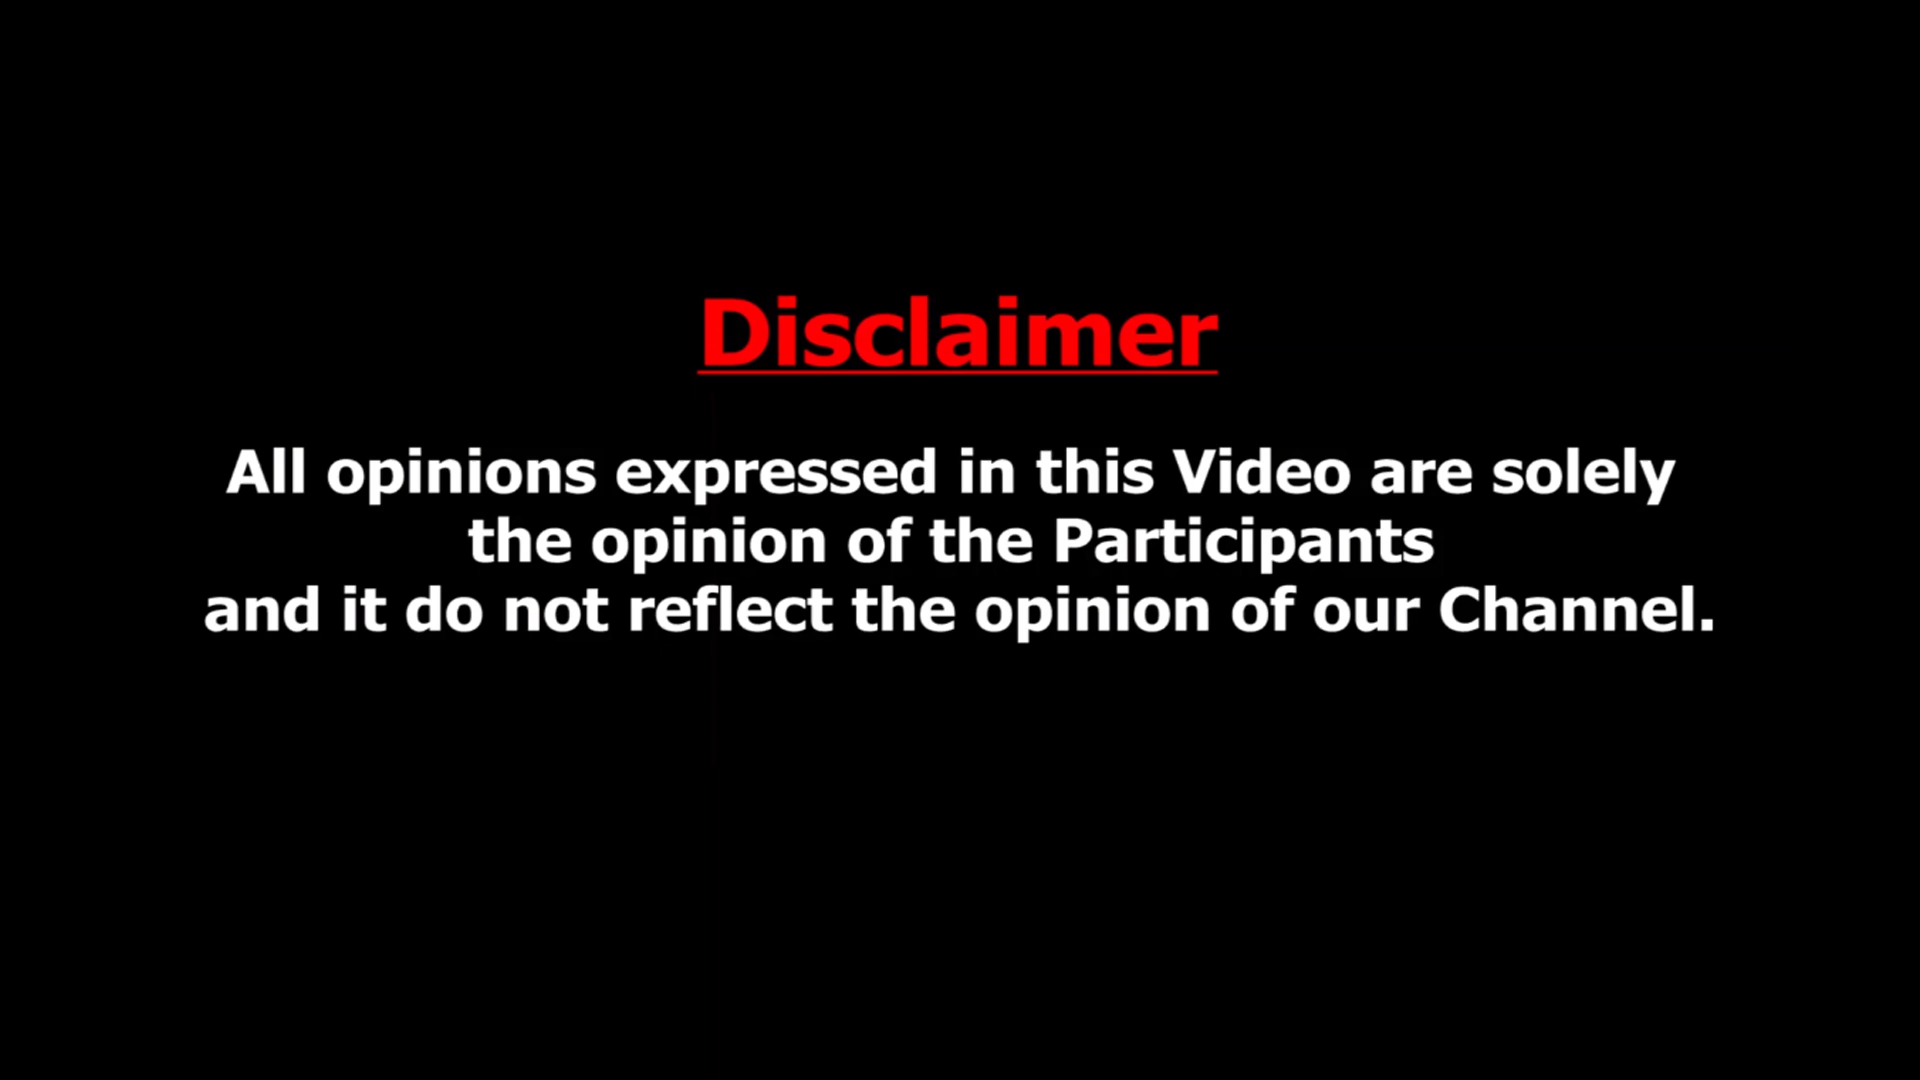 Disclaimer
All opinions expressed in this Video are solely
the opinion of the Participants
and it do not reflect the opinion of our Channel.